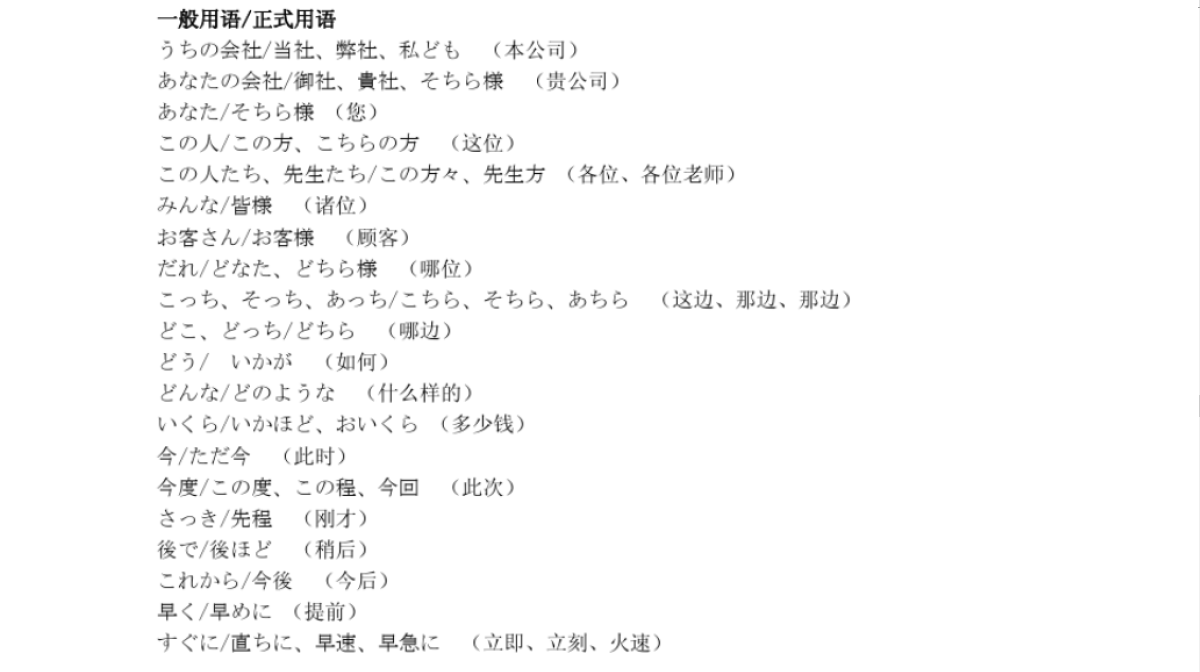 一般用语/正式用语
うちの会社/当社、弊社、私ども （本公司）
あなたの会社/御社、貴社、そちら様 （贵公司）
あなた/そちら様 （您）
この人/この方、こちらの方 （这位）
この人たち、先生たち/この方々、先生方 （各位、各位老师）
みんな/皆様 （诸位）
お客さん/お客様 （顾客）
だれ/どなた、どちら様 （哪位）
こっち、そっち、あっち/こちら、そちら、あちら （这边、那边、那边）
どこ、どっち/どちら （哪边）
どう/ いかが （如何）
どんな/どのような （什么样的）
いくら/いかほど、おいくら （多少钱）
今/ただ今 （此时）
今度/この度、この程、今回 （此次）
さっき/先程 （刚才）
後で/後ほど （稍后）
これから/今後 （今后）
早く/早めに （提前）
すぐに/直ちに、早速、早急に （立即、立刻、火速）